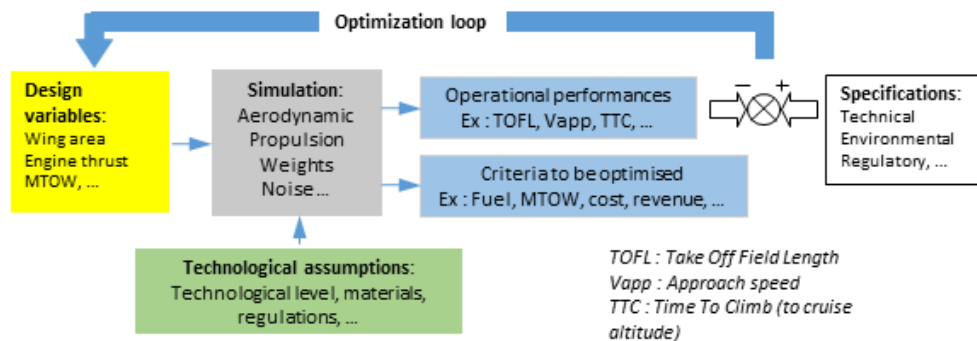 Optimization loop
Design
variables:
Wing area
Engine thrust
MTOW, ...
Simulation:
Aerodynamic
Propulsion
Weights
Noise...
Operational performances
Ex : TOFL, Vapp, TTC, ...
Criteria to be optimised
Ex : Fuel, MTOW, cost, revenue, ...
− +
Specifications:
Technical
Environmental
Regulatory, ...
Technological assumptions:
Technological level, materials,
regulations, ...
TOFL : Take Off Field Length
Vapp : Approach speed
TTC : Time To Climb (to cruise
altitude)